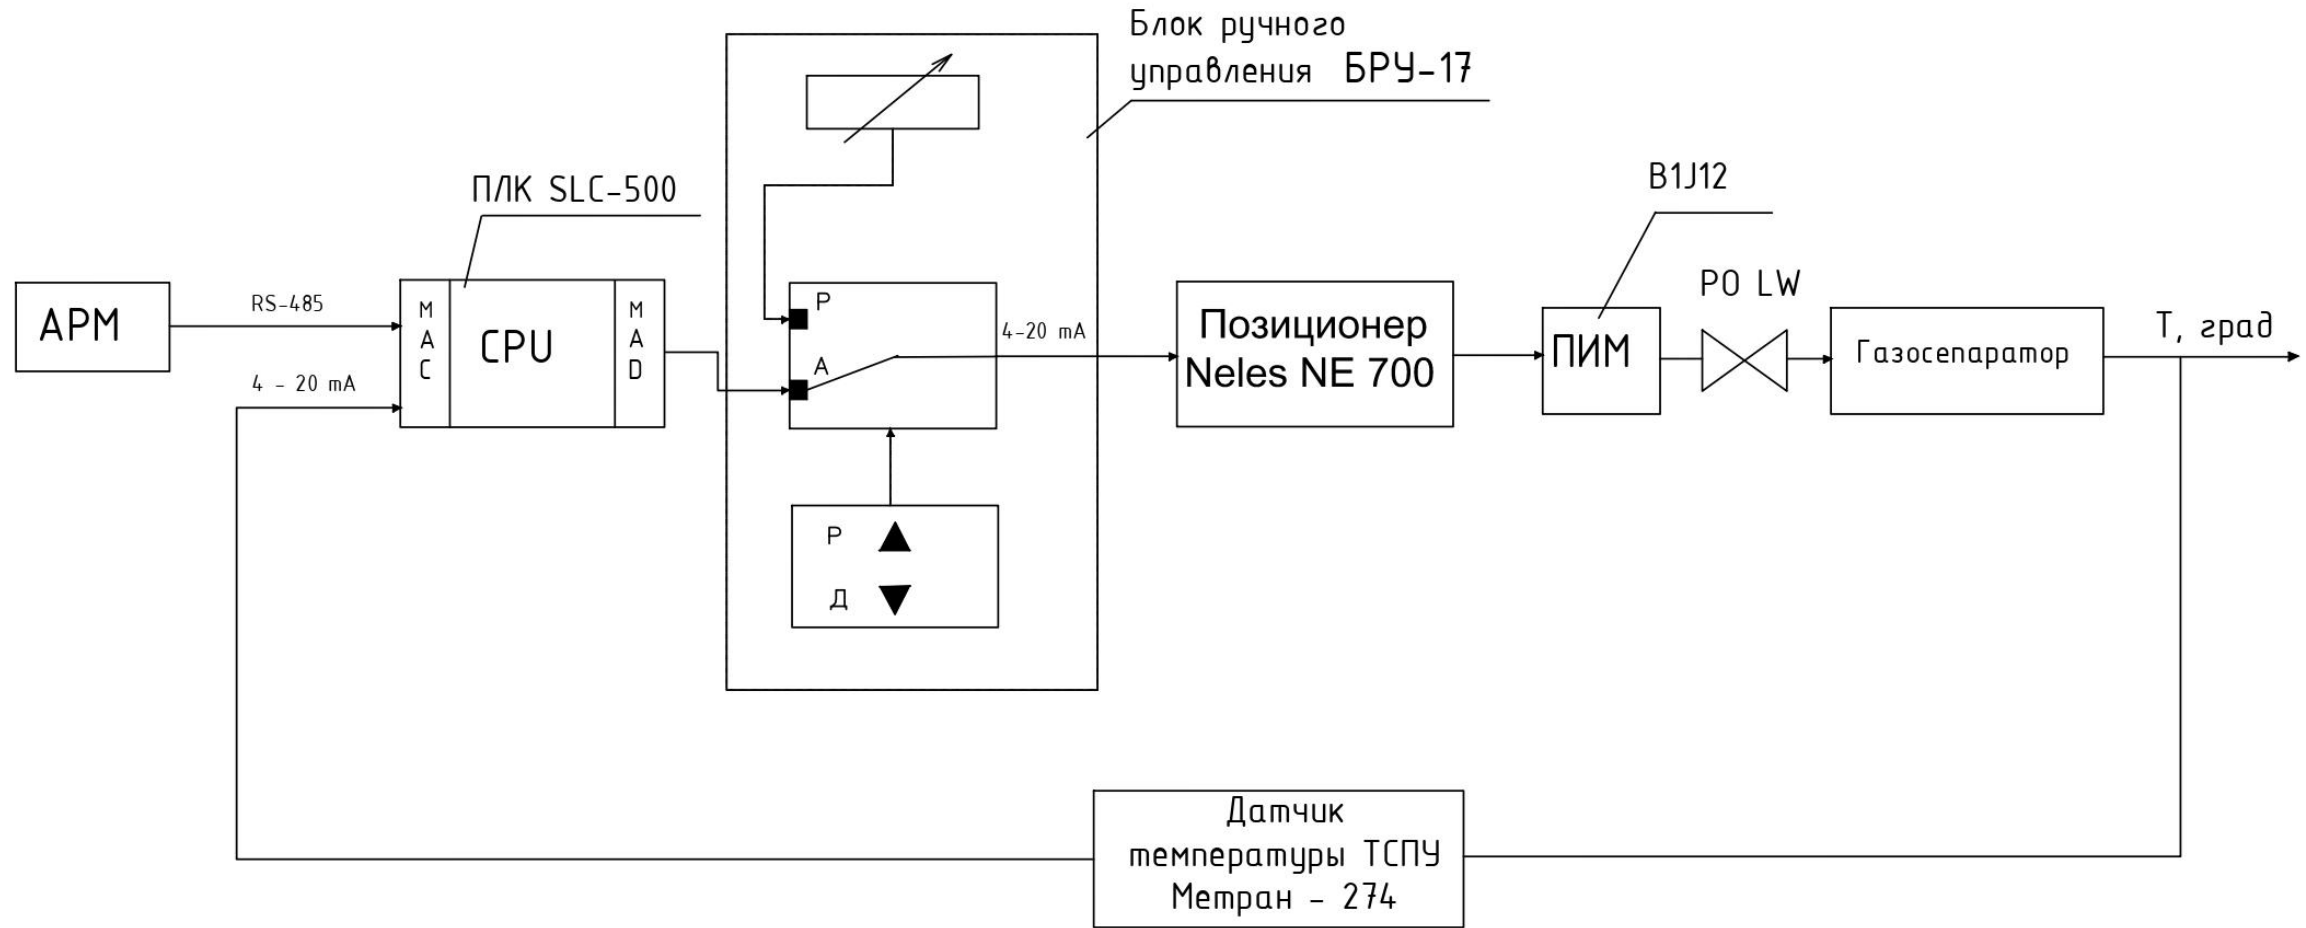 Блок ручного
управления БРУ-17
ПЛК SLC-500
B1J12
АРМ
RS-485
4 - 20 mA
M
A
C
CPU
M
A
D
Р
А
4-20 mA
Позиционер
Neles NE 700
ПИМ
РО LW
Газосепаратор
Т, град
Р
Д
Датчик
температуры ТСПУ
Метран - 274